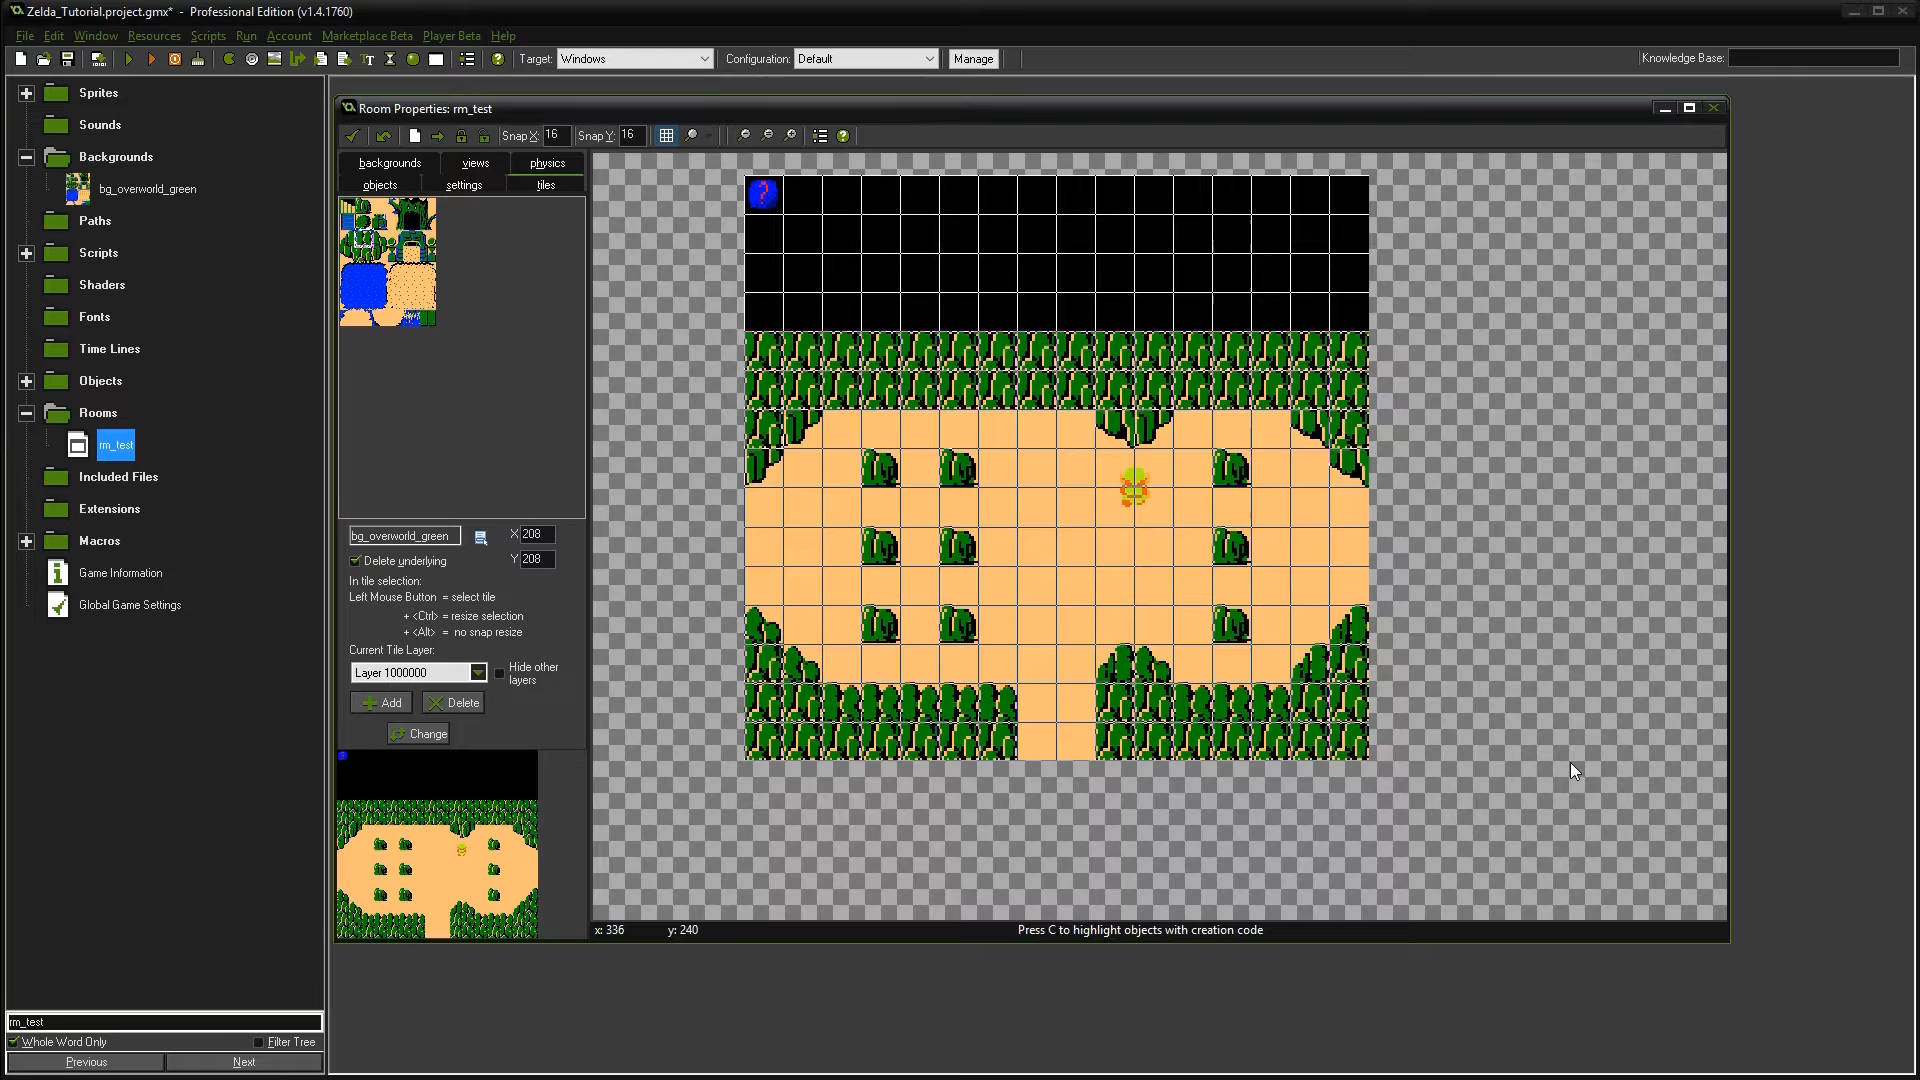 Zelda_Tutorial.project.gmx* - Professional Edition (v1.4.1760)
File Edit Window Resources Scripts Run Account Marketplace Beta Player Beta Help
Target: Windows Configuration: Default Manage Knowledge Base:
Sprites
Sounds
Backgrounds
bg_overworld_green
Paths
Scripts
Shaders
Fonts
Time Lines
Objects
Rooms
rm_test
Included Files
Extensions
Macros
Game Information
Global Game Settings
rm_test
Whole Word Only Filter Tree
Previous Next
Room Properties: rm_test
Snap X: 16 Snap Y: 16
backgrounds views physics
objects settings tiles
?
bg_overworld_green X 208
Delete underlying Y 208
In tile selection:
Left Mouse Button = select tile
+ <Ctrl> = resize selection
+ <Alt> = no snap resize
Current Tile Layer:
Layer 1000000 Hide other layers
Add Delete
Change
x: 336 y: 240 Press C to highlight objects with creation code